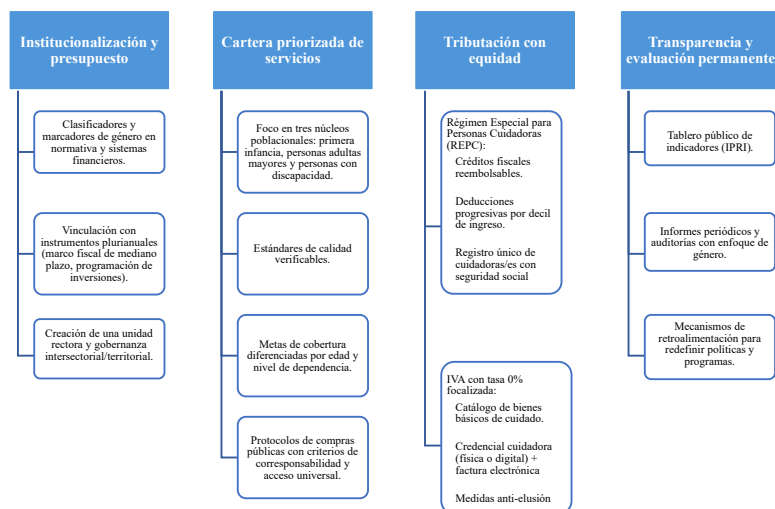 Institucionalización y
presupuesto
Clasificadores y
marcadores de género en
normativa y sistemas
financieros.
Vinculación con
instrumentos plurianuales
(marco fiscal de mediano
plazo, programación de
inversiones).
Creación de una unidad
rectora y gobernanza
intersectorial/territorial.
Cartera priorizada de
servicios
Foco en tres núcleos
poblacionales: primera
infancia, personas adultas
mayores y personas con
discapacidad.
Estándares de calidad
verificables.
Metas de cobertura
diferenciadas por edad y
nivel de dependencia.
Protocolos de compras
públicas con criterios de
corresponsabilidad y
acceso universal.
Tributación con
equidad
Régimen Especial para
Personas Cuidadoras
(REPC):
Créditos fiscales
reembolsables.
Deducciones
progresivas por decil
de ingreso.
Registro único de
cuidadoras/es con
seguridad social
IVA con tasa 0%
focalizada:
Catálogo de bienes
básicos de cuidado.
Credencial cuidadora
(física o digital) +
factura electrónica
Medidas anti-elusión
Transparencia y
evaluación permanente
Tablero público de
indicadores (IPRI).
Informes periódicos y
auditorías con enfoque de
género.
Mecanismos de
retroalimentación para
redefinir políticas y
programas.